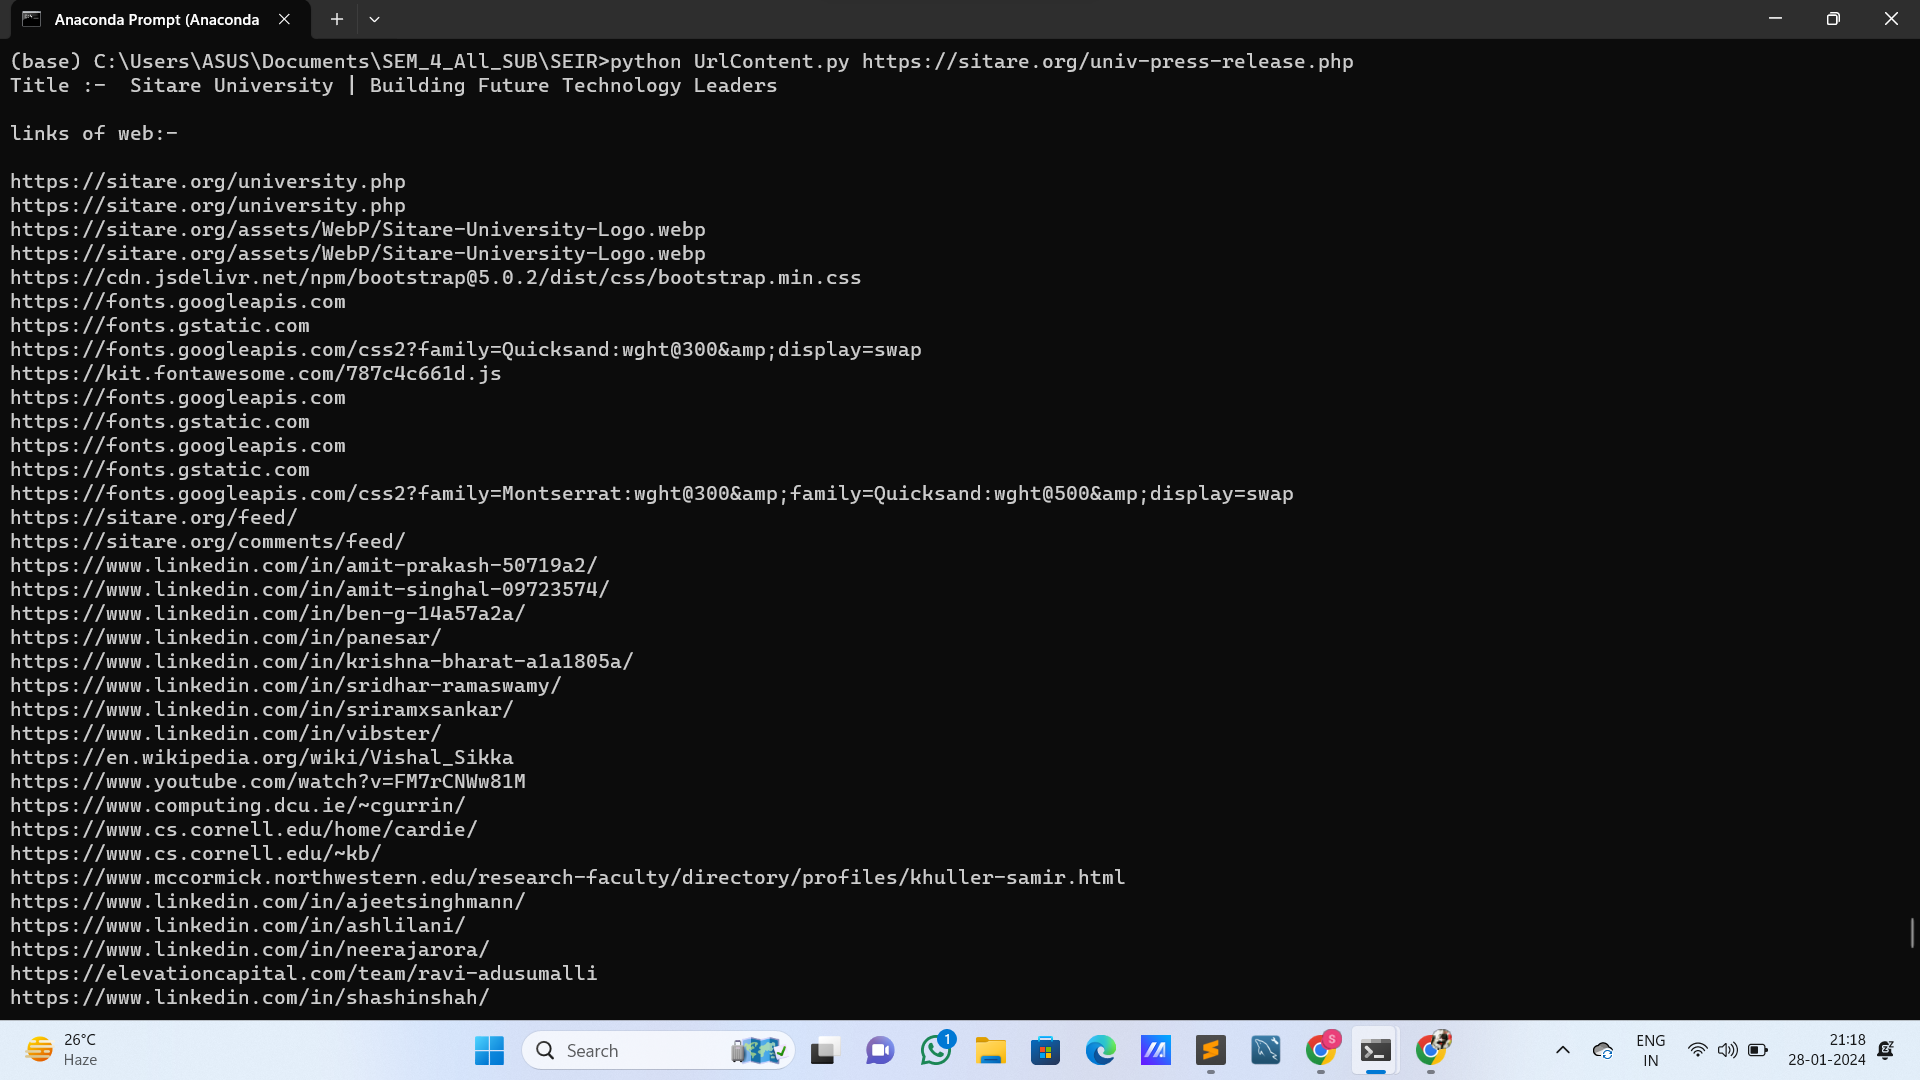 Anaconda Prompt (Anaconda
(base) C:\Users\ASUS\Documents\SEM_4_All_SUB\SEIR>python UrlContent.py https://sitare.org/univ-press-release.php
Title :-  Sitare University | Building Future Technology Leaders
links of web:-
https://sitare.org/university.php
https://sitare.org/university.php
https://sitare.org/assets/WebP/Sitare-University-Logo.webp
https://sitare.org/assets/WebP/Sitare-University-Logo.webp
https://cdn.jsdelivr.net/npm/bootstrap@5.0.2/dist/css/bootstrap.min.css
https://fonts.googleapis.com
https://fonts.gstatic.com
https://fonts.googleapis.com/css2?family=Quicksand:wght@300&amp;display=swap
https://kit.fontawesome.com/787c4c661d.js
https://fonts.googleapis.com
https://fonts.gstatic.com
https://fonts.googleapis.com
https://fonts.gstatic.com
https://fonts.googleapis.com/css2?family=Montserrat:wght@300&amp;family=Quicksand:wght@500&amp;display=swap
https://sitare.org/feed/
https://sitare.org/comments/feed/
https://www.linkedin.com/in/amit-prakash-50719a2/
https://www.linkedin.com/in/amit-singhal-09723574/
https://www.linkedin.com/in/ben-g-14a57a2a/
https://www.linkedin.com/in/panesar/
https://www.linkedin.com/in/krishna-bharat-a1a1805a/
https://www.linkedin.com/in/sridhar-ramaswamy/
https://www.linkedin.com/in/sriramxsankar/
https://www.linkedin.com/in/vibster/
https://en.wikipedia.org/wiki/Vishal_Sikka
https://www.youtube.com/watch?v=FM7rCNWw81M
https://www.computing.dcu.ie/~cgurrin/
https://www.cs.cornell.edu/home/cardie/
https://www.cs.cornell.edu/~kb/
https://www.mccormick.northwestern.edu/research-faculty/directory/profiles/khuller-samir.html
https://www.linkedin.com/in/ajeetsinghmann/
https://www.linkedin.com/in/ashlilani/
https://www.linkedin.com/in/neerajarora/
https://elevationcapital.com/team/ravi-adusumalli
https://www.linkedin.com/in/shashinshah/
26°C
Haze
Search
1
S
ENG
IN
21:18
28-01-2024